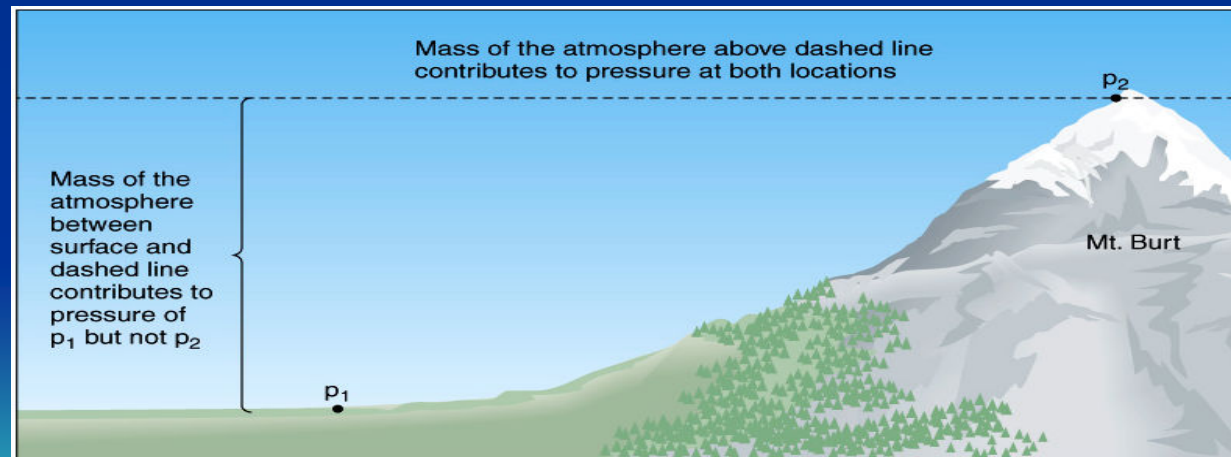 Mass of the atmosphere above dashed line
contributes to pressure at both locations
p₂
Mass of the
atmosphere
between
surface and
dashed line
contributes to
pressure of
p₁ but not p₂
Mt. Burt
p₁